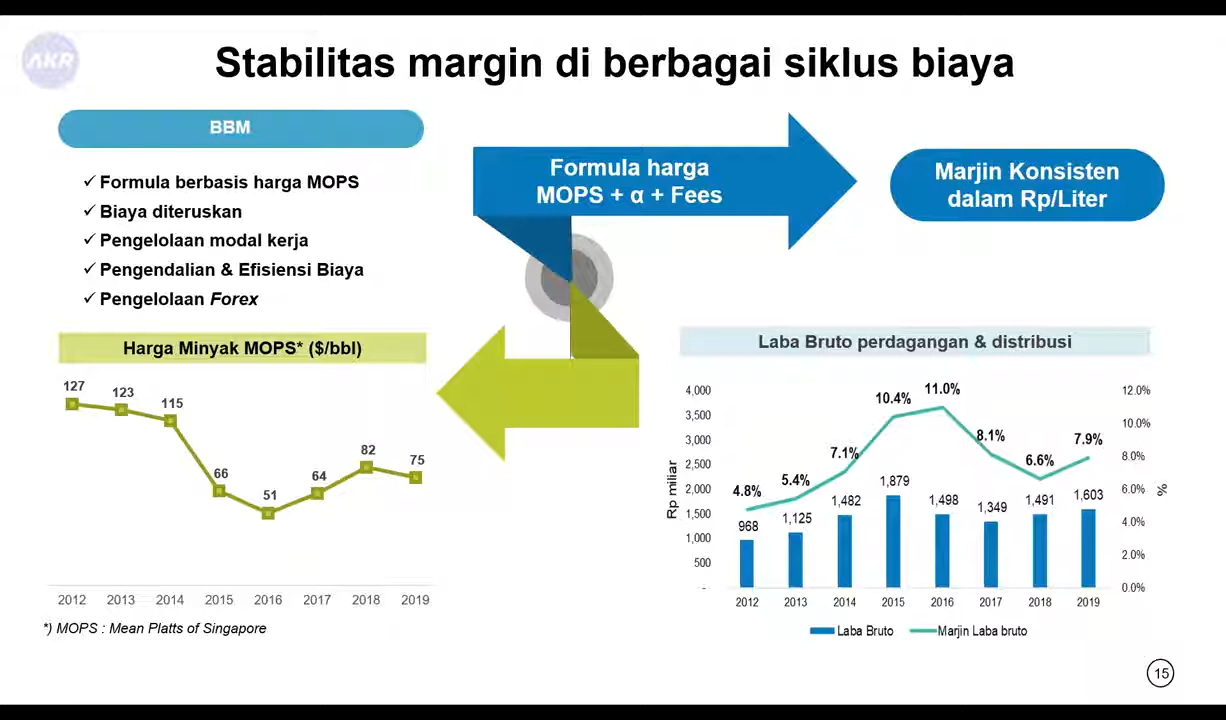 AKR
Stabilitas margin di berbagai siklus biaya
BBM
✓ Formula berbasis harga MOPS
✓ Biaya diteruskan
✓ Pengelolaan modal kerja
✓ Pengendalian & Efisiensi Biaya
✓ Pengelolaan Forex
Formula harga
MOPS + α + Fees
Marjin Konsisten
dalam Rp/Liter
Harga Minyak MOPS* ($/bbl)
127
123
115
66
51
64
82
75
2012 2013 2014 2015 2016 2017 2018 2019
*) MOPS : Mean Platts of Singapore
Laba Bruto perdagangan & distribusi
Rp miliar
4,000
3,500
3,000
2,500
2,000
1,500
1,000
500
-
4.8%
5.4%
7.1%
10.4%
11.0%
8.1%
6.6%
7.9%
968
1,125
1,482
1,879
1,498
1,349
1,491
1,603
12.0%
10.0%
8.0%
6.0%
4.0%
2.0%
0.0%
%
2012 2013 2014 2015 2016 2017 2018 2019
Laba Bruto Marjin Laba bruto
15